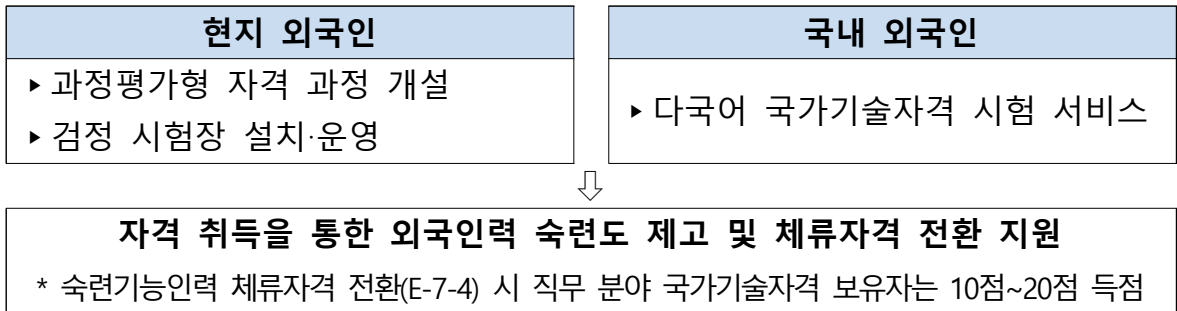 현지 외국인
▸과정평가형 자격 과정 개설
▸검정 시험장 설치·운영
국내 외국인
▸다국어 국가기술자격 시험 서비스
자격 취득을 통한 외국인력 숙련도 제고 및 체류자격 전환 지원
* 숙련기능인력 체류자격 전환(E-7-4) 시 직무 분야 국가기술자격 보유자는 10점~20점 득점